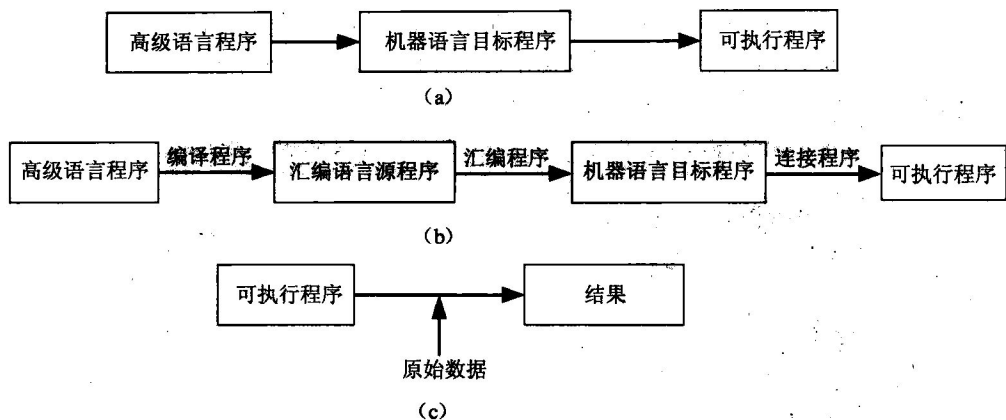 高级语言程序 机器语言目标程序 可执行程序
(a)
编译程序 汇编程序 连接程序
高级语言程序 汇编语言源程序 机器语言目标程序 可执行程序
(b)
可执行程序 结果
原始数据
(c)